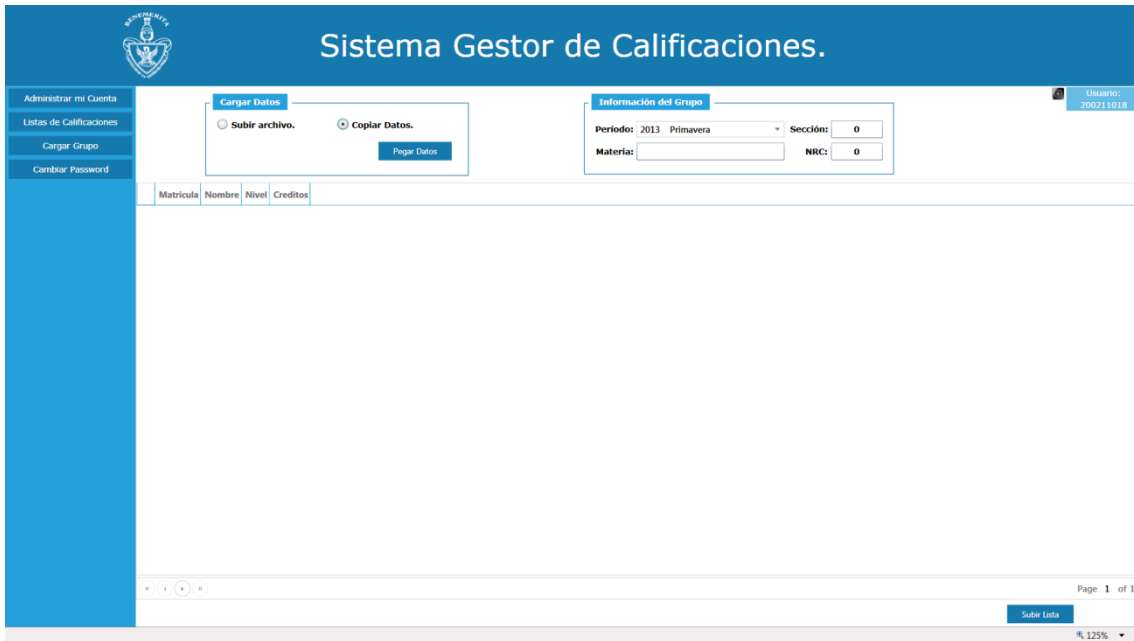 BENEMERITA
Sistema Gestor de Calificaciones.
Usuario:
200211018
Administrar mi Cuenta
Listas de Calificaciones
Cargar Grupo
Cambiar Password
Cargar Datos
Subir archivo. Copiar Datos.
Pegar Datos
Información del Grupo
Periodo: 2013 Primavera Sección: 0
Materia: NRC: 0
Matricula Nombre Nivel Creditos
Page 1 of 1
Subir Lista
125%